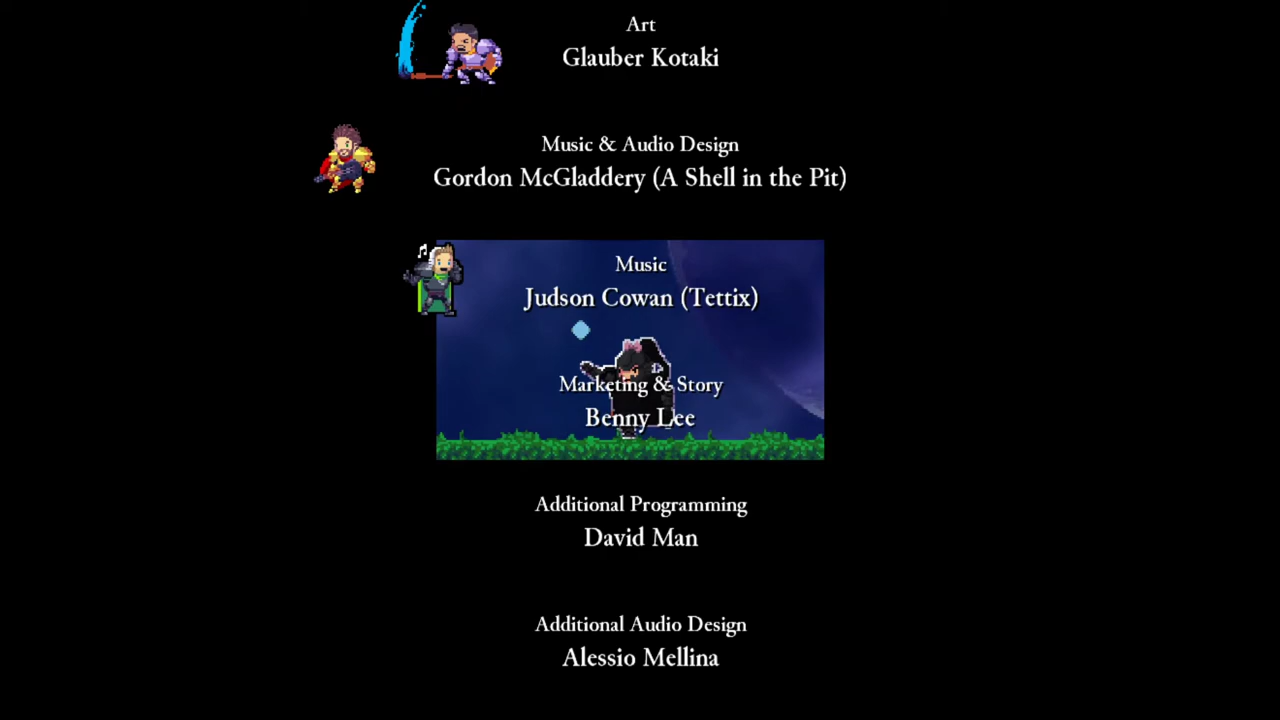 Art
Glauber Kotaki
Music & Audio Design
Gordon McGladdery (A Shell in the Pit)
Music
Judson Cowan (Tettix)
Marketing & Story
Benny Lee
Additional Programming
David Man
Additional Audio Design
Alessio Mellina